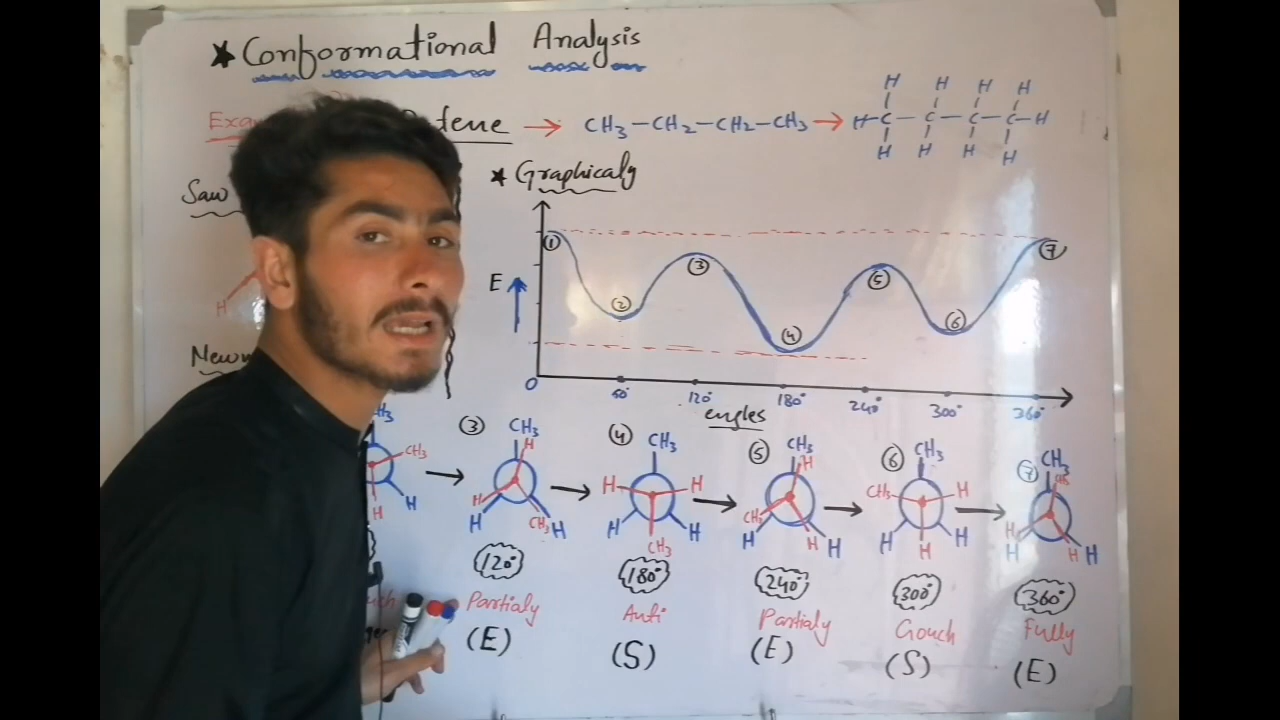 ★ Conformational Analysis
CH₃ – CH₂ – CH₂ – CH₃ → H – C – C – C – C – H
H H H H
H H H H
★ Graphicaly
Saw
E
1 2 3 4 5 6 7
0 60° 120° 180° 240° 300° 360°
engles
Newm
CH₃ H H
3 CH₃ H H H CH₃ H
4 CH₃ H H H H CH₃
5 CH₃ H CH₃ H H H
6 CH₃ CH₃ H H H H
7 CH₃ H H H H
120° 180° 240° 300° 360°
Partialy Anti Partialy Gouch Fully
(E) (S) (E) (S) (E)